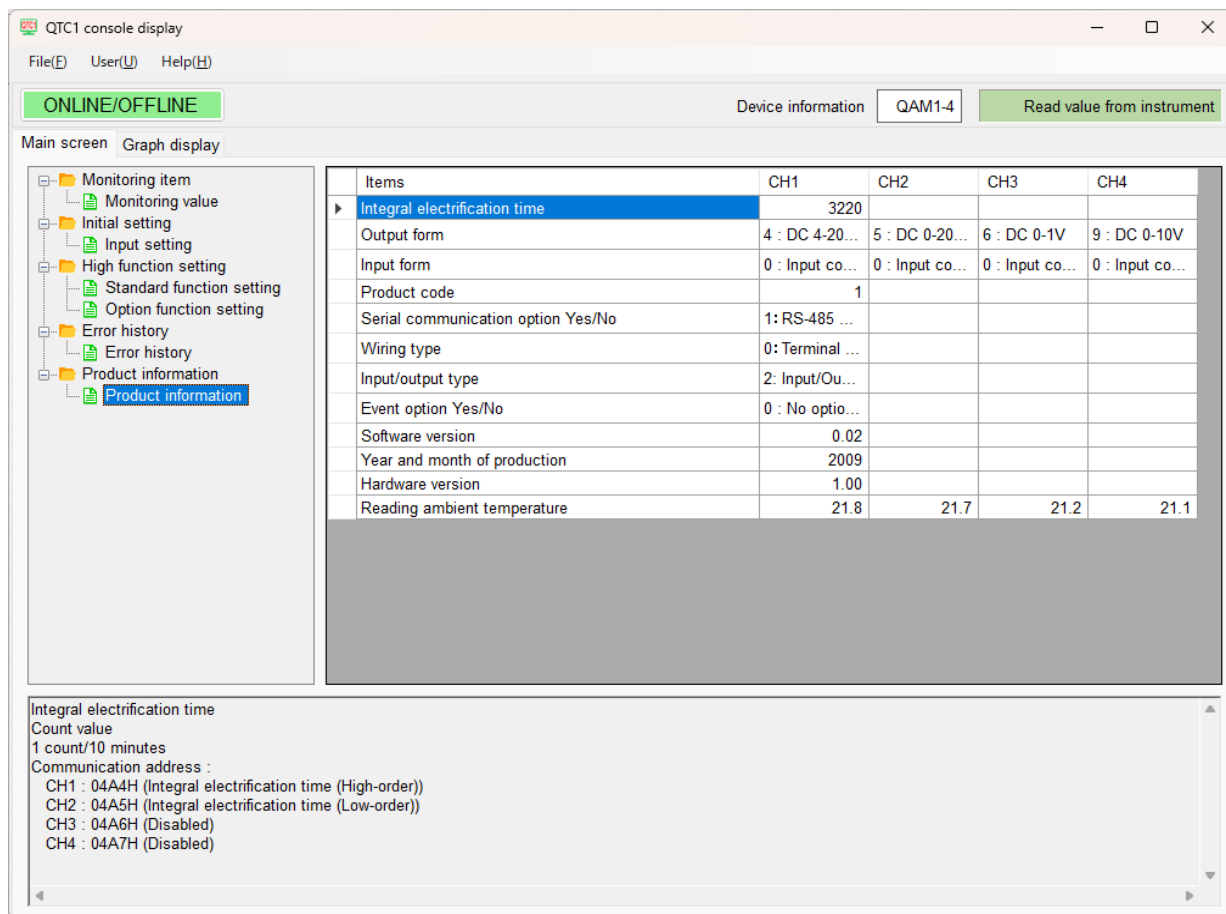 QTC1 console display
File(F) User(U) Help(H)
ONLINE/OFFLINE
Device information QAM1-4 Read value from instrument
Main screen Graph display
Monitoring item
Monitoring value
Initial setting
Input setting
High function setting
Standard function setting
Option function setting
Error history
Error history
Product information
Product information
Items CH1 CH2 CH3 CH4
Integral electrification time 3220
Output form 4 : DC 4-20... 5 : DC 0-20... 6 : DC 0-1V 9 : DC 0-10V
Input form 0 : Input co... 0 : Input co... 0 : Input co... 0 : Input co...
Product code 1
Serial communication option Yes/No 1: RS-485 ...
Wiring type 0: Terminal ...
Input/output type 2: Input/Ou...
Event option Yes/No 0 : No optio...
Software version 0.02
Year and month of production 2009
Hardware version 1.00
Reading ambient temperature 21.8 21.7 21.2 21.1
Integral electrification time
Count value
1 count/10 minutes
Communication address :
CH1 : 04A4H (Integral electrification time (High-order))
CH2 : 04A5H (Integral electrification time (Low-order))
CH3 : 04A6H (Disabled)
CH4 : 04A7H (Disabled)